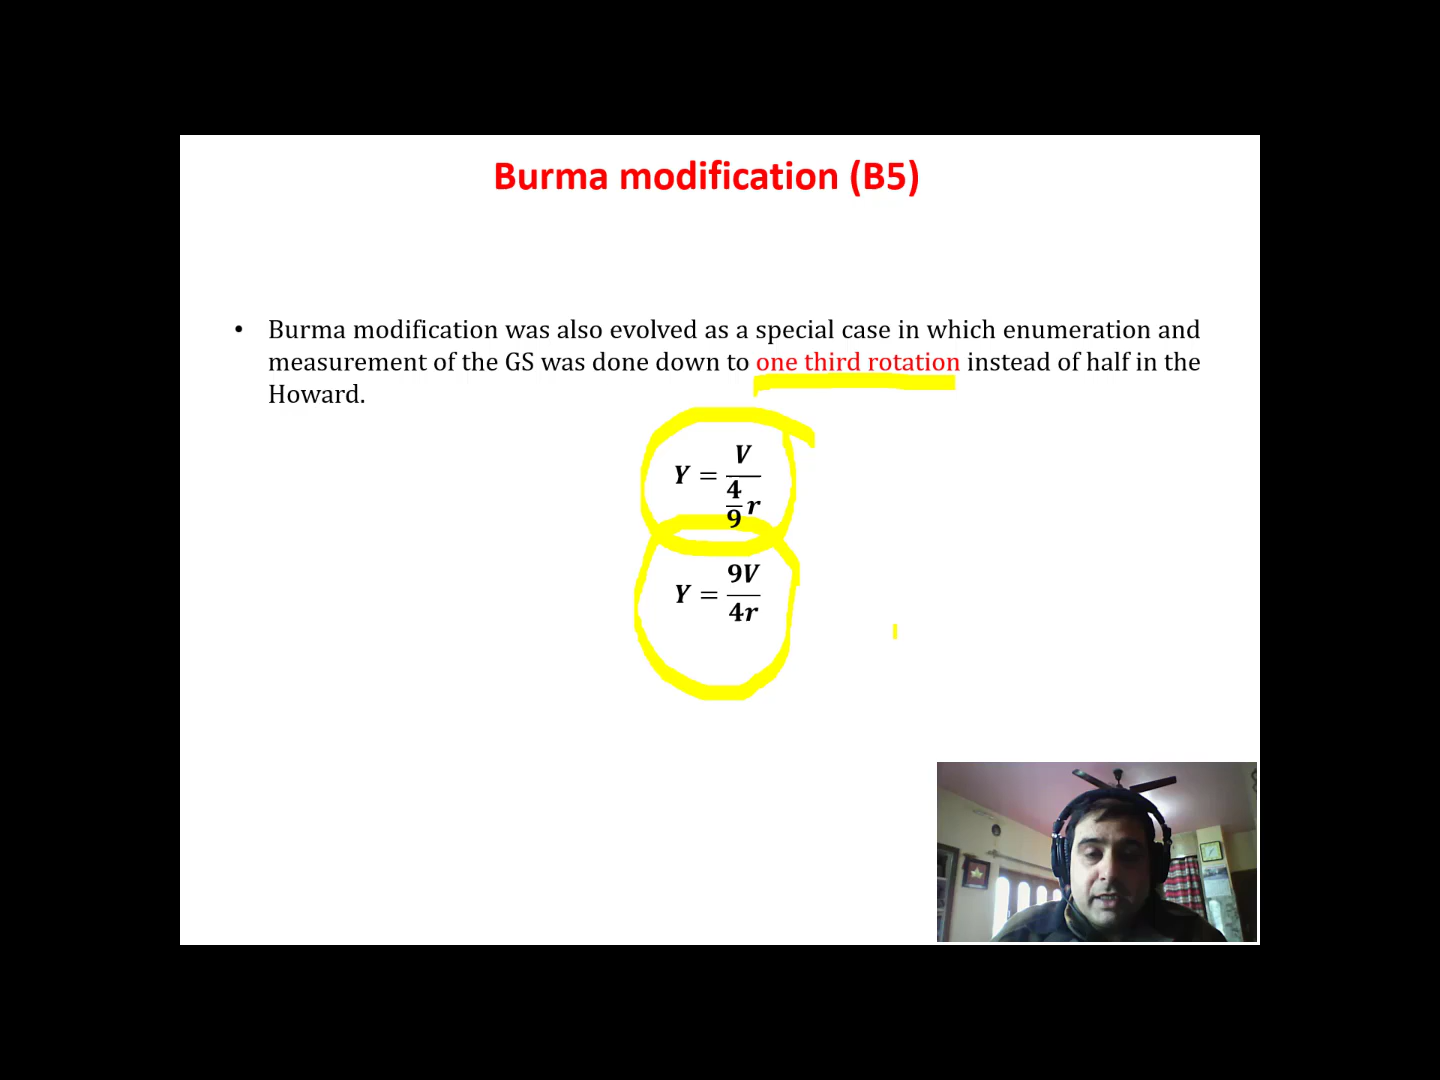 Burma modification (B5)
• Burma modification was also evolved as a special case in which enumeration and
measurement of the GS was done down to one third rotation instead of half in the
Howard.
Y = V / (4/9 r)
Y = 9V / 4r